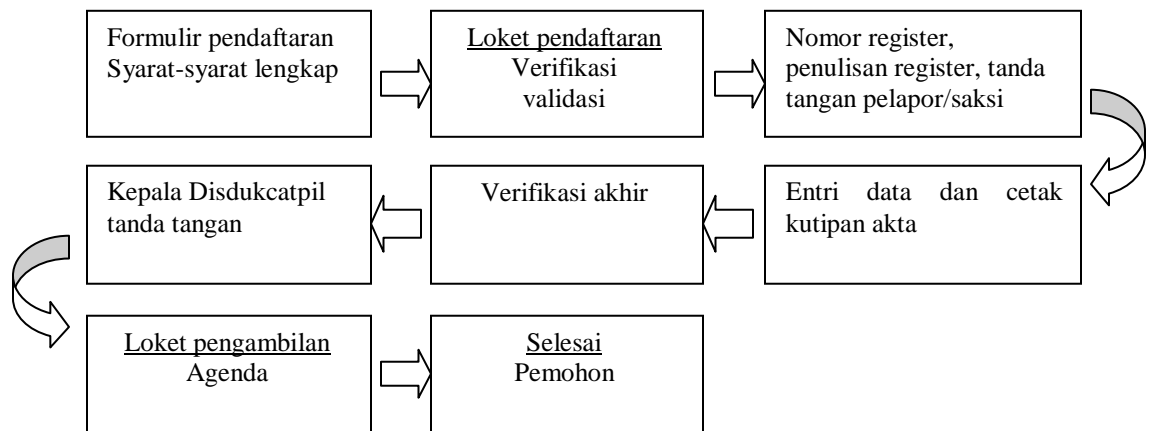 Formulir pendaftaran
Syarat-syarat lengkap
Loket pendaftaran
Verifikasi
validasi
Nomor register,
penulisan register, tanda
tangan pelapor/saksi
Entri data dan cetak
kutipan akta
Verifikasi akhir
Kepala Disdukcatpil
tanda tangan
Loket pengambilan
Agenda
Selesai
Pemohon